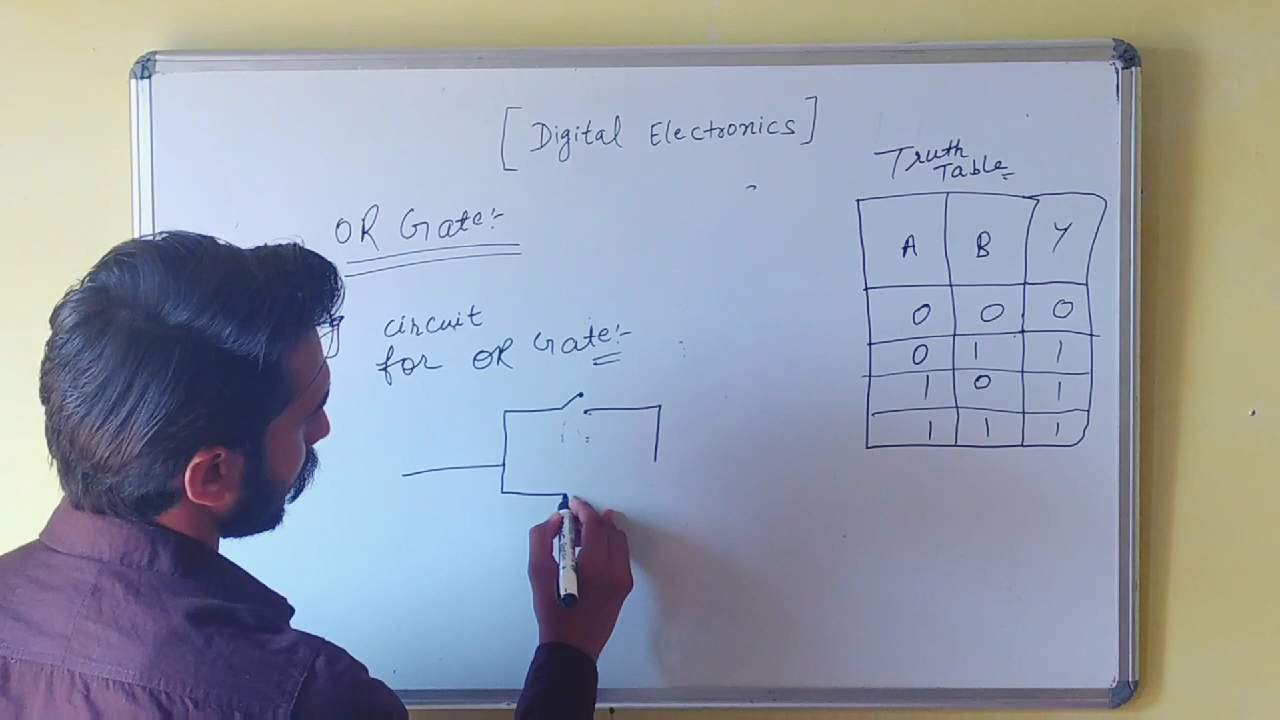 [Digital Electronics]
Truth
Table
OR Gate:-
circuit
for OR Gate:-
A B Y
0 0 0
0 1 1
1 0 1
1 1 1